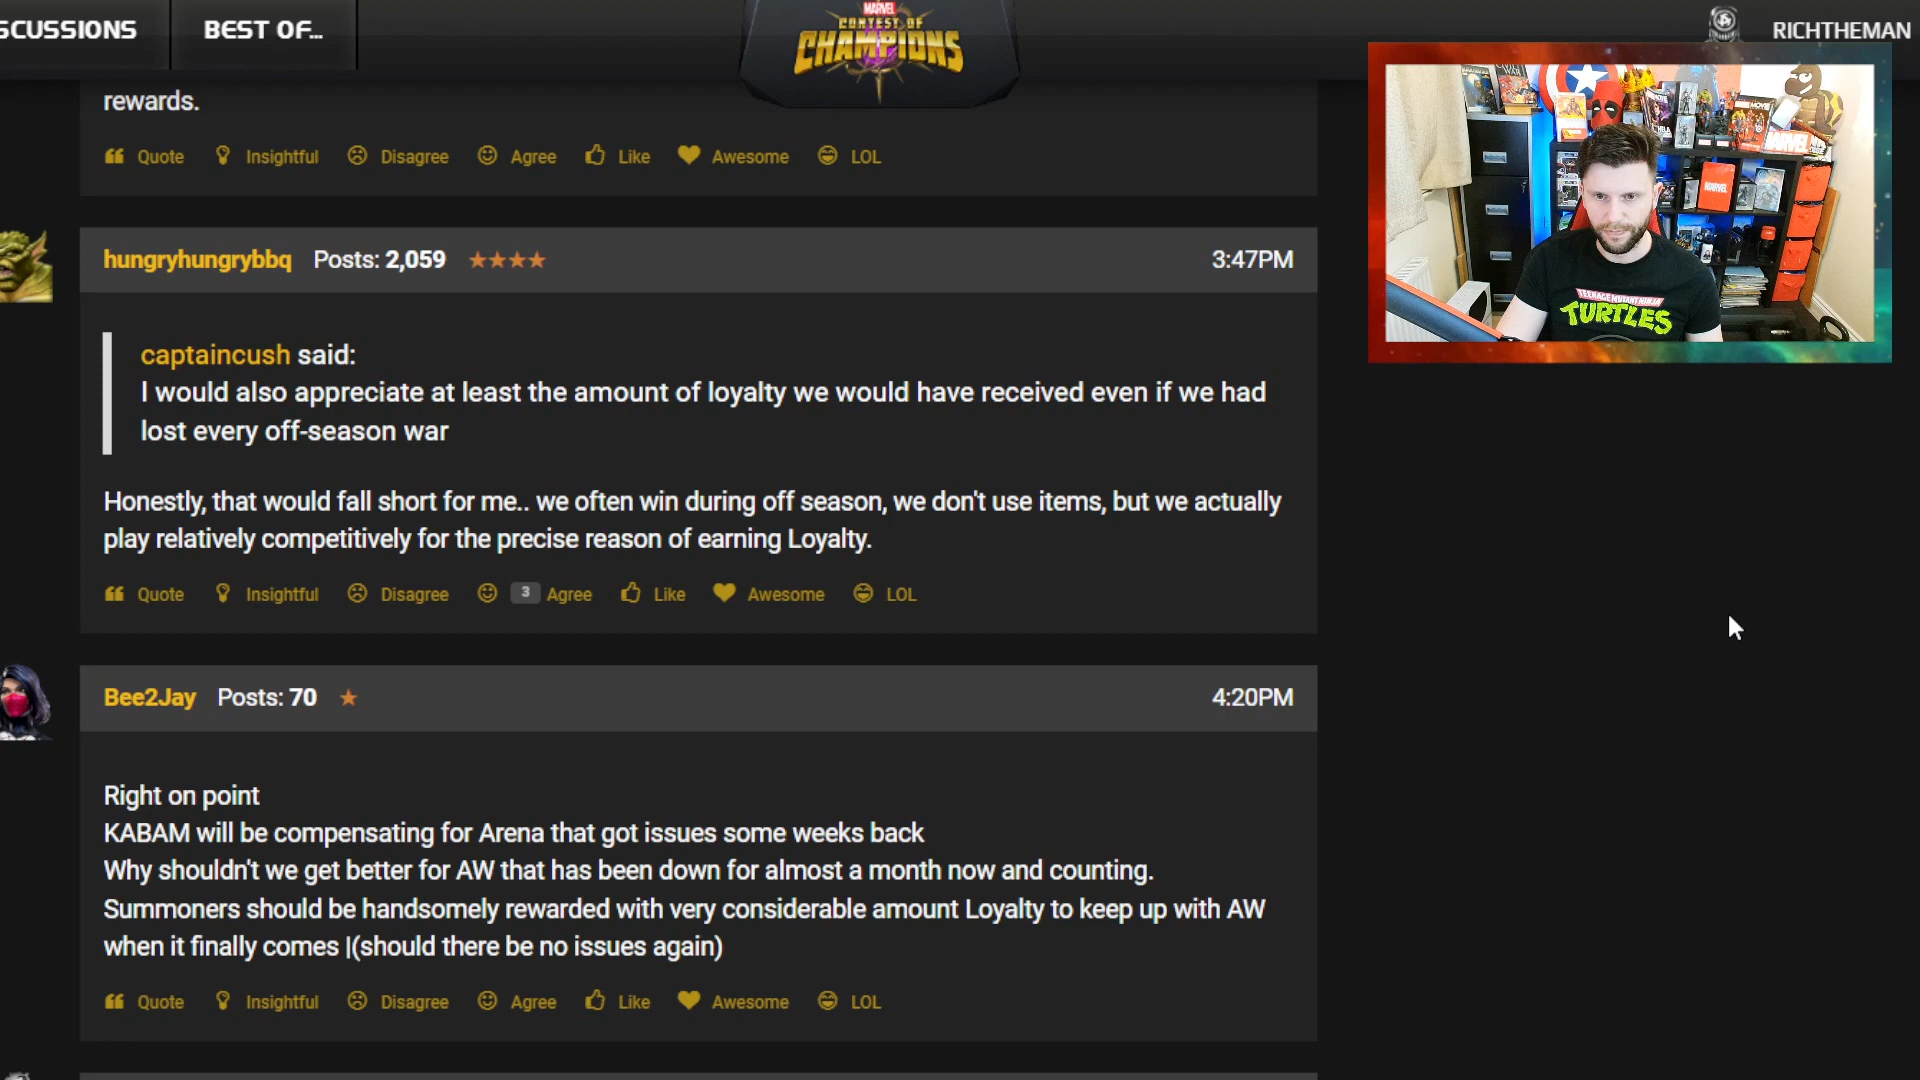 SCUSSIONS
BEST OF...
MARVEL
CONTEST OF
CHAMPIONS
RICHTHEMAN
rewards.
Quote Insightful Disagree Agree Like Awesome LOL
hungryhungrybbq Posts: 2,059 3:47PM
captaincush said:
I would also appreciate at least the amount of loyalty we would have received even if we had
lost every off-season war
Honestly, that would fall short for me.. we often win during off season, we don't use items, but we actually
play relatively competitively for the precise reason of earning Loyalty.
Quote Insightful Disagree 3 Agree Like Awesome LOL
Bee2Jay Posts: 70 4:20PM
Right on point
KABAM will be compensating for Arena that got issues some weeks back
Why shouldn't we get better for AW that has been down for almost a month now and counting.
Summoners should be handsomely rewarded with very considerable amount Loyalty to keep up with AW
when it finally comes |(should there be no issues again)
Quote Insightful Disagree Agree Like Awesome LOL
TEENAGE MUTANT NINJA
TURTLES
MARVEL
MARVEL